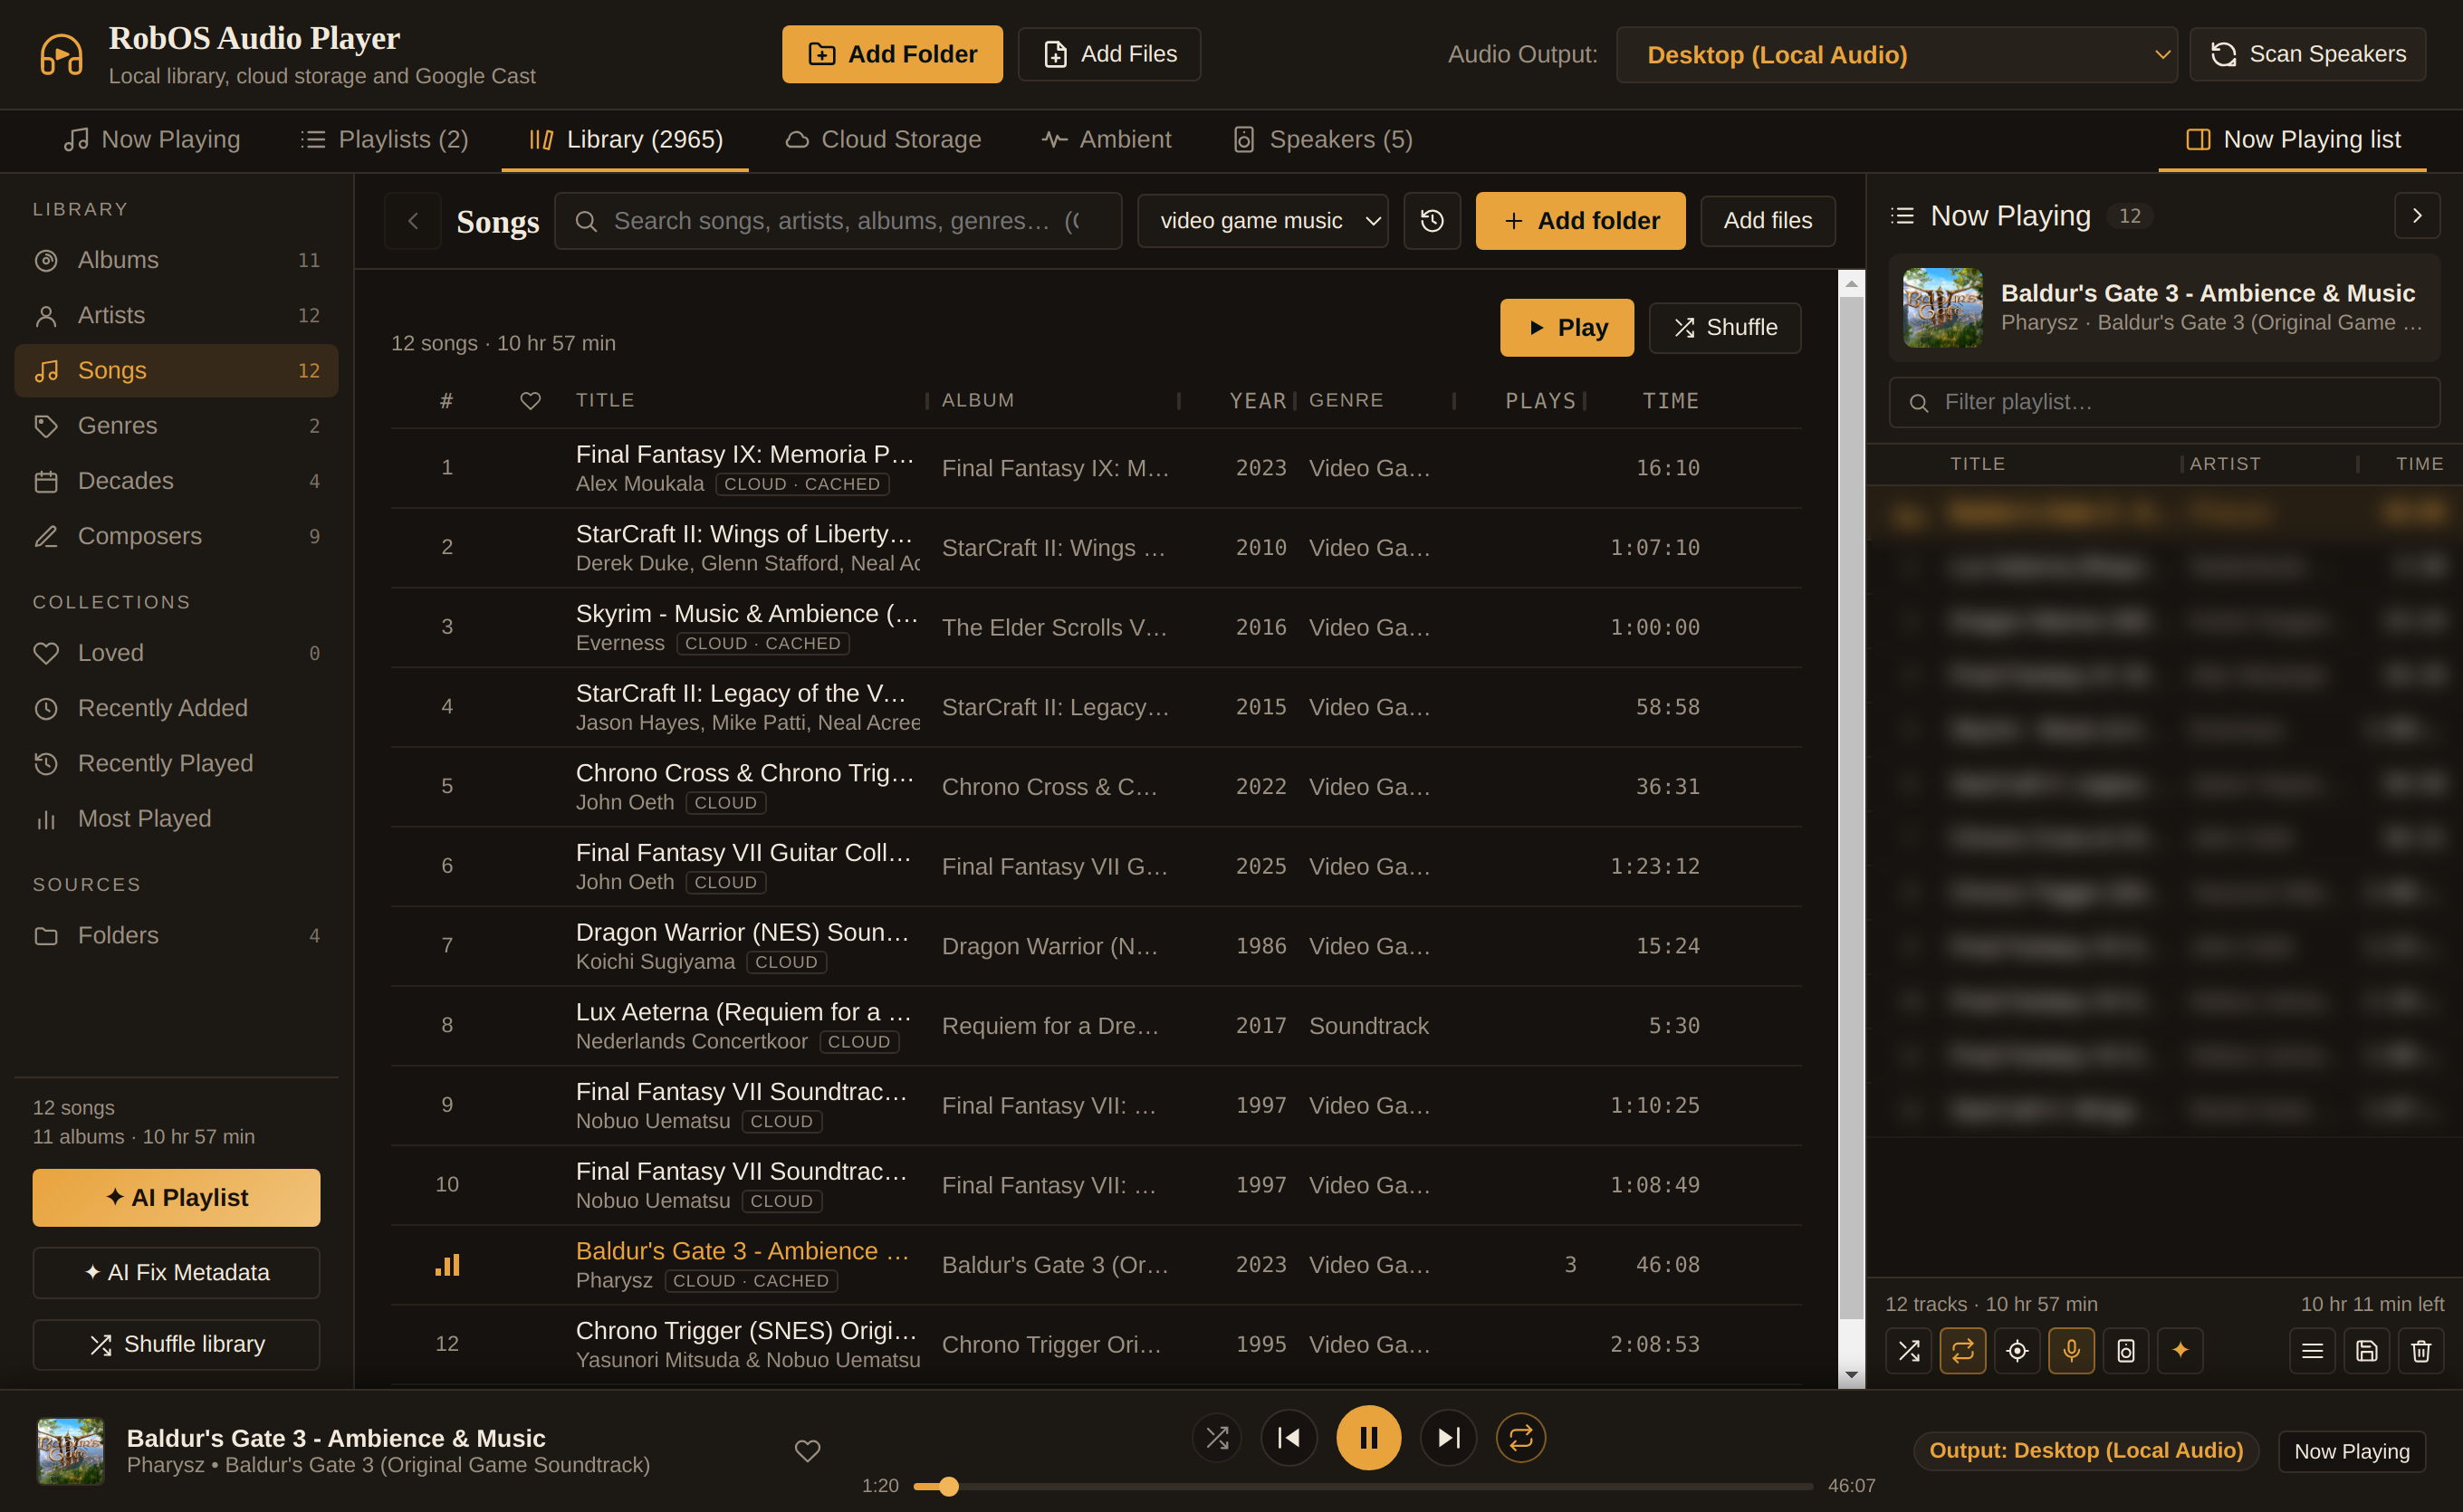 RobOS Audio Player
Local library, cloud storage and Google Cast
Add Folder
Add Files
Audio Output:
Desktop (Local Audio)
Scan Speakers
Now Playing
Playlists (2)
Library (2965)
Cloud Storage
Ambient
Speakers (5)
Now Playing list
LIBRARY
Albums 11
Artists 12
Songs 12
Genres 2
Decades 4
Composers 9
COLLECTIONS
Loved 0
Recently Added
Recently Played
Most Played
SOURCES
Folders 4
12 songs
11 albums · 10 hr 57 min
✦ AI Playlist
✦ AI Fix Metadata
Shuffle library
Songs
Search songs, artists, albums, genres…
video game music
Add folder
Add files
12 songs · 10 hr 57 min
Play
Shuffle
# TITLE ALBUM YEAR GENRE PLAYS TIME
1 Final Fantasy IX: Memoria P… Final Fantasy IX: M… 2023 Video Ga… 16:10
Alex Moukala CLOUD · CACHED
2 StarCraft II: Wings of Liberty… StarCraft II: Wings … 2010 Video Ga… 1:07:10
Derek Duke, Glenn Stafford, Neal Ac
3 Skyrim - Music & Ambience (… The Elder Scrolls V… 2016 Video Ga… 1:00:00
Everness CLOUD · CACHED
4 StarCraft II: Legacy of the V… StarCraft II: Legacy… 2015 Video Ga… 58:58
Jason Hayes, Mike Patti, Neal Acree
5 Chrono Cross & Chrono Trig… Chrono Cross & C… 2022 Video Ga… 36:31
John Oeth CLOUD
6 Final Fantasy VII Guitar Coll… Final Fantasy VII G… 2025 Video Ga… 1:23:12
John Oeth CLOUD
7 Dragon Warrior (NES) Soun… Dragon Warrior (N… 1986 Video Ga… 15:24
Koichi Sugiyama CLOUD
8 Lux Aeterna (Requiem for a … Requiem for a Dre… 2017 Soundtrack 5:30
Nederlands Concertkoor CLOUD
9 Final Fantasy VII Soundtrac… Final Fantasy VII: … 1997 Video Ga… 1:10:25
Nobuo Uematsu CLOUD
10 Final Fantasy VII Soundtrac… Final Fantasy VII: … 1997 Video Ga… 1:08:49
Nobuo Uematsu CLOUD
Baldur's Gate 3 - Ambience … Baldur's Gate 3 (Or… 2023 Video Ga… 3 46:08
Pharysz CLOUD · CACHED
12 Chrono Trigger (SNES) Origi… Chrono Trigger Ori… 1995 Video Ga… 2:08:53
Yasunori Mitsuda & Nobuo Uematsu
Now Playing 12
Baldur's Gate 3 - Ambience & Music
Pharysz · Baldur's Gate 3 (Original Game …
Filter playlist…
TITLE ARTIST TIME
12 tracks · 10 hr 57 min
10 hr 11 min left
Baldur's Gate 3 - Ambience & Music
Pharysz • Baldur's Gate 3 (Original Game Soundtrack)
1:20
46:07
Output: Desktop (Local Audio)
Now Playing